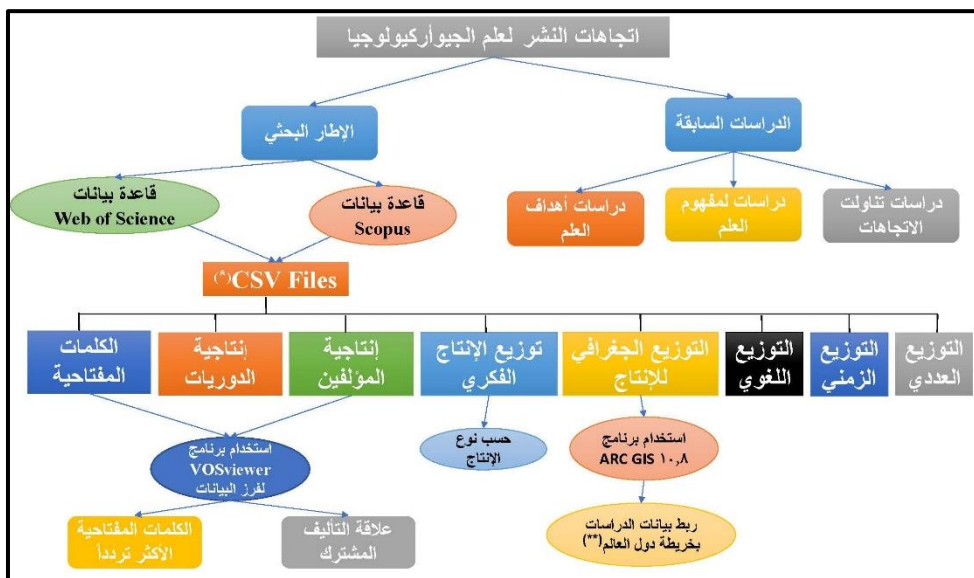 اتجاهات النشر لعلم الجيوأركيولوجيا
الدراسات السابقة
الإطار البحثي
دراسات تناولت
الاتجاهات
دراسات لمفهوم
العلم
دراسات أهداف
العلم
قاعدة بيانات
Scopus
قاعدة بيانات
Web of Science
CSV Files(*)
التوزيع
العددي
التوزيع
الزمني
التوزيع
اللغوي
التوزيع الجغرافي
للإنتاج
توزيع الإنتاج
الفكري
إنتاجية
المؤلفين
إنتاجية
الدوريات
الكلمات
المفتاحية
استخدام برنامج
ARC GIS ١٠,٨
حسب نوع
الإنتاج
استخدام برنامج
VOSviewer
لفرز البيانات
ربط بيانات الدراسات
بخريطة دول العالم(**)
علاقة التأليف
المشترك
الكلمات المفتاحية
الأكثر تردداً